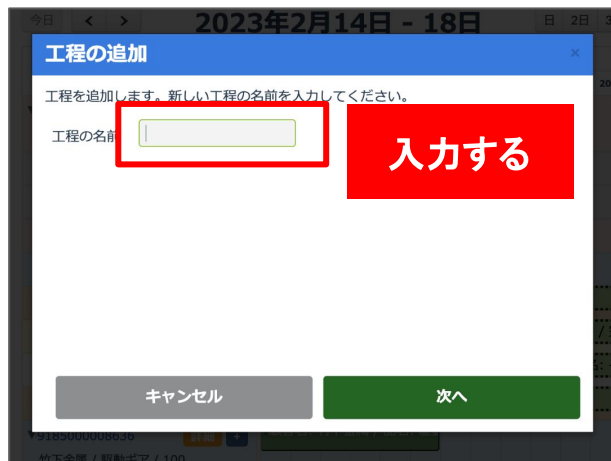 今日 < > 2023年2月14日 - 18日 日 2日
工程の追加 ×
工程を追加します。新しい工程の名前を入力してください。
工程の名前
入力する
キャンセル 次へ
▼9185000008636 詳細 +
竹下金属 / 駆動ギア / 100